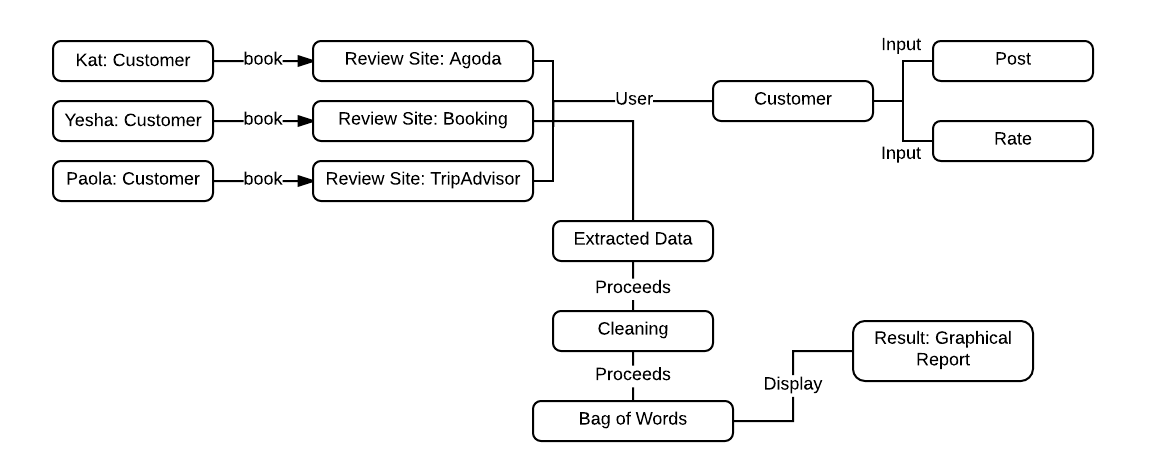 Kat: Customer
book
Review Site: Agoda
Yesha: Customer
book
Review Site: Booking
Paola: Customer
book
Review Site: TripAdvisor
User
Customer
Input
Post
Input
Rate
Extracted Data
Proceeds
Cleaning
Proceeds
Bag of Words
Display
Result: Graphical
Report